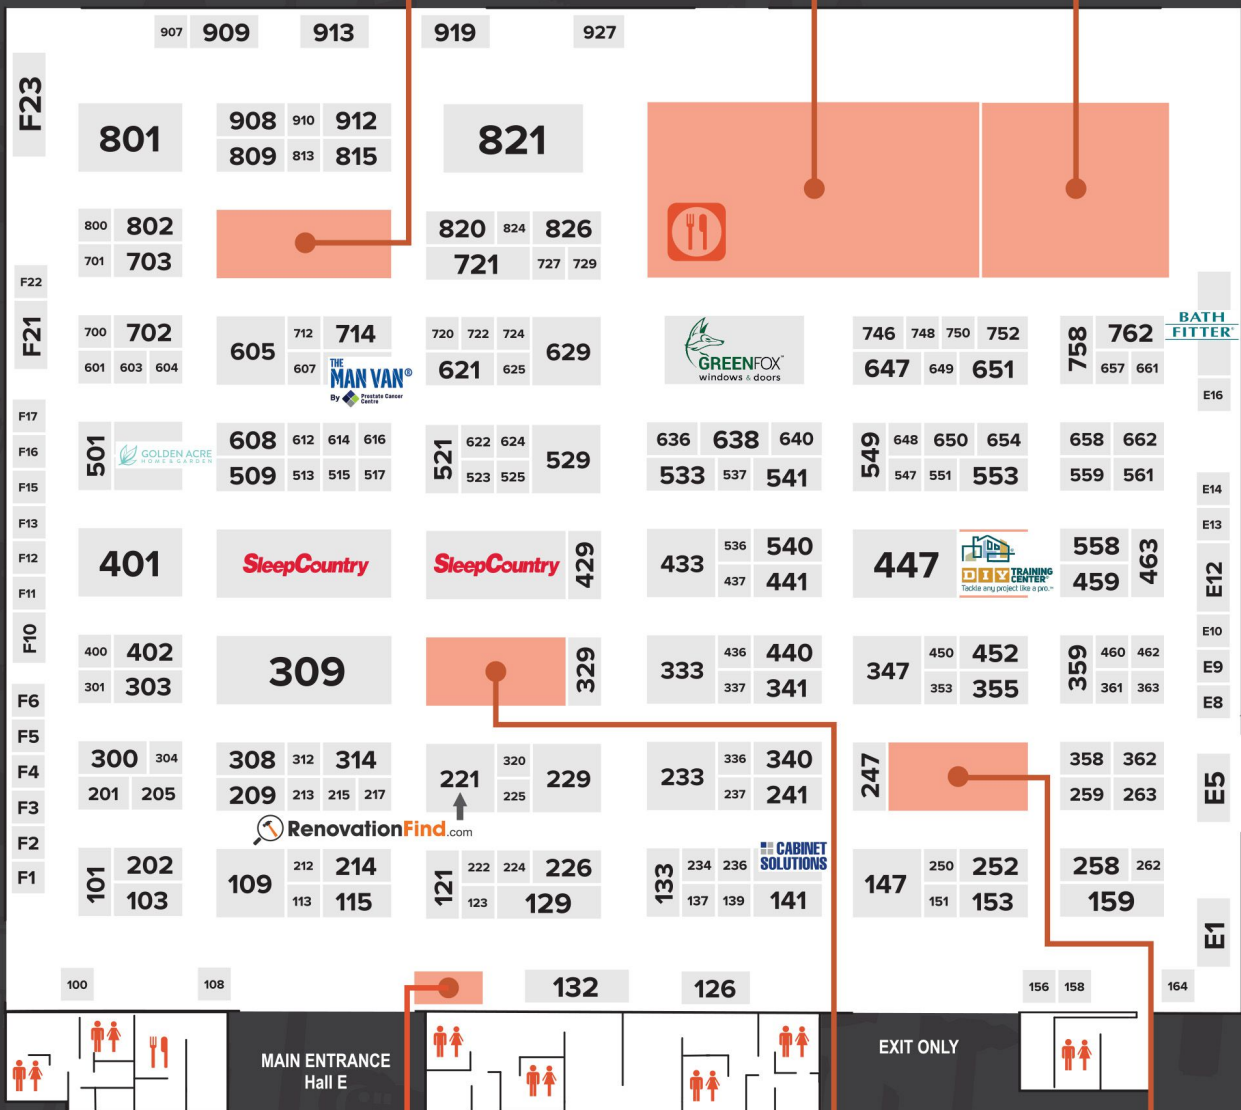 907 909 913 919 927
F23
801
908 910 912
809 813 815
821
800 802
701 703
820 824 826
721 727 729
F22
F21
700 702
601 603 604
605
712 714
607
THE
MAN VAN®
By Prostate Cancer
Centre
720 722 724
621 625
629
GREENFOX™
windows & doors
746 748 750 752
647 649 651
758
762
657 661
BATH
FITTER®
E16
F17
F16
F15
501
GOLDEN ACRE
HOME & GARDEN
608 612 614 616
509 513 515 517
521
622 624
523 525
529
636 638 640
533 537 541
549
648 650 654
547 551 553
658 662
559 561
E14
F13
F12
F11
401
SleepCountry
SleepCountry
429
433
536 540
437 441
447
DIY TRAINING
CENTER®
Tackle any project like a pro.™
558
459
463
E13
E12
F10
400 402
301 303
309
329
333
436 440
337 341
347
450 452
353 355
359
460 462
361 363
E10
E9
E8
F6
F5
F4
F3
F2
F1
300 304
201 205
308 312 314
209 213 215 217
RenovationFind.com
221
320
225
229
233
336 340
237 241
247
358 362
259 263
E5
101
202
103
109
212 214
113 115
121
222 224 226
123 129
133
234 236
CABINET
SOLUTIONS
137 139 141
147
250 252
151 153
258 262
159
E1
100 108 132 126 156 158 164
MAIN ENTRANCE
Hall E
EXIT ONLY